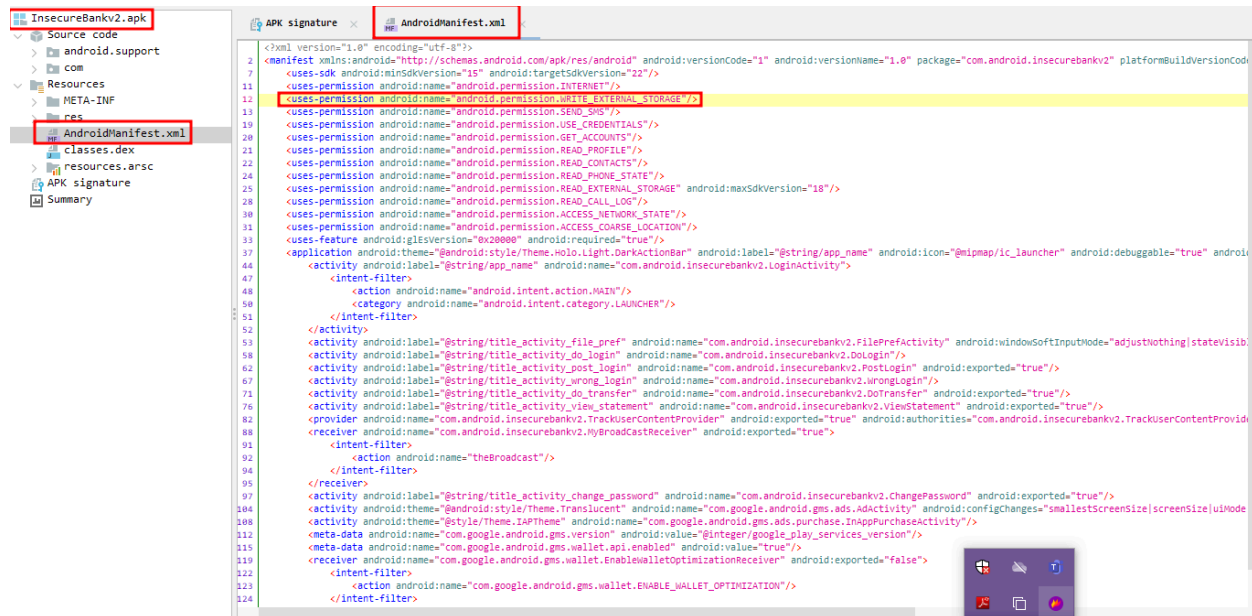 InsecureBankv2.apk
Source code
android.support
com
Resources
META-INF
res
AndroidManifest.xml
classes.dex
resources.arsc
APK signature
Summary
APK signature
AndroidManifest.xml
<?xml version="1.0" encoding="utf-8"?>
2 <manifest xmlns:android="http://schemas.android.com/apk/res/android" android:versionCode="1" android:versionName="1.0" package="com.android.insecurebankv2" platformBuildVersionCod
7 <uses-sdk android:minSdkVersion="15" android:targetSdkVersion="22"/>
11 <uses-permission android:name="android.permission.INTERNET"/>
12 <uses-permission android:name="android.permission.WRITE_EXTERNAL_STORAGE"/>
13 <uses-permission android:name="android.permission.SEND_SMS"/>
19 <uses-permission android:name="android.permission.USE_CREDENTIALS"/>
20 <uses-permission android:name="android.permission.GET_ACCOUNTS"/>
21 <uses-permission android:name="android.permission.READ_PROFILE"/>
22 <uses-permission android:name="android.permission.READ_CONTACTS"/>
24 <uses-permission android:name="android.permission.READ_PHONE_STATE"/>
25 <uses-permission android:name="android.permission.READ_EXTERNAL_STORAGE" android:maxSdkVersion="18"/>
28 <uses-permission android:name="android.permission.READ_CALL_LOG"/>
30 <uses-permission android:name="android.permission.ACCESS_NETWORK_STATE"/>
31 <uses-permission android:name="android.permission.ACCESS_COARSE_LOCATION"/>
33 <uses-feature android:glEsVersion="0x20000" android:required="true"/>
37 <application android:theme="@android:style/Theme.Holo.Light.DarkActionBar" android:label="@string/app_name" android:icon="@mipmap/ic_launcher" android:debuggable="true" androi
44 <activity android:label="@string/app_name" android:name="com.android.insecurebankv2.LoginActivity">
47 <intent-filter>
48 <action android:name="android.intent.action.MAIN"/>
50 <category android:name="android.intent.category.LAUNCHER"/>
51 </intent-filter>
52 </activity>
53 <activity android:label="@string/title_activity_file_pref" android:name="com.android.insecurebankv2.FilePrefActivity" android:windowSoftInputMode="adjustNothing|stateVisibl
58 <activity android:label="@string/title_activity_do_login" android:name="com.android.insecurebankv2.DoLogin"/>
62 <activity android:label="@string/title_activity_post_login" android:name="com.android.insecurebankv2.PostLogin" android:exported="true"/>
67 <activity android:label="@string/title_activity_wrong_login" android:name="com.android.insecurebankv2.WrongLogin"/>
71 <activity android:label="@string/title_activity_do_transfer" android:name="com.android.insecurebankv2.DoTransfer" android:exported="true"/>
76 <activity android:label="@string/title_activity_view_statement" android:name="com.android.insecurebankv2.ViewStatement" android:exported="true"/>
82 <provider android:name="com.android.insecurebankv2.TrackUserContentProvider" android:exported="true" android:authorities="com.android.insecurebankv2.TrackUserContentProvid
88 <receiver android:name="com.android.insecurebankv2.MyBroadCastReceiver" android:exported="true">
91 <intent-filter>
92 <action android:name="theBroadcast"/>
94 </intent-filter>
95 </receiver>
97 <activity android:label="@string/title_activity_change_password" android:name="com.android.insecurebankv2.ChangePassword" android:exported="true"/>
104 <activity android:theme="@android:style/Theme.Translucent" android:name="com.google.android.gms.ads.AdActivity" android:configChanges="smallestScreenSize|screenSize|uiMode
108 <activity android:theme="@style/Theme.IAPTheme" android:name="com.google.android.gms.ads.purchase.InAppPurchaseActivity"/>
112 <meta-data android:name="com.google.android.gms.version" android:value="@integer/google_play_services_version"/>
115 <meta-data android:name="com.google.android.gms.wallet.api.enabled" android:value="true"/>
119 <receiver android:name="com.google.android.gms.wallet.EnableWalletOptimizationReceiver" android:exported="false">
122 <intent-filter>
123 <action android:name="com.google.android.gms.wallet.ENABLE_WALLET_OPTIMIZATION"/>
124 </intent-filter>